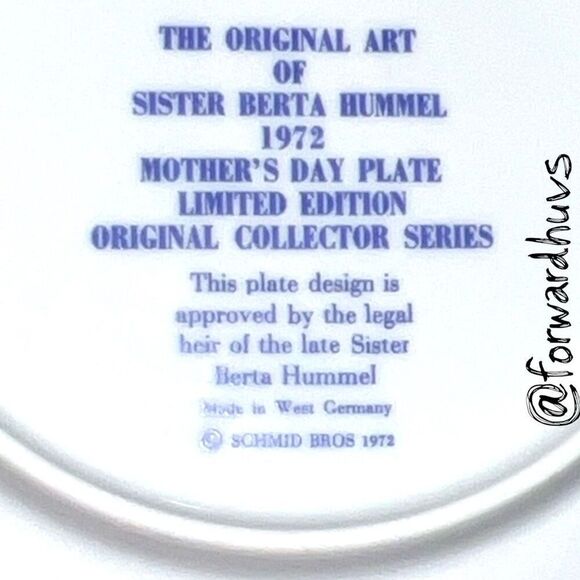 THE ORIGINAL ART
OF
SISTER BERTA HUMMEL
1972
MOTHER'S DAY PLATE
LIMITED EDITION
ORIGINAL COLLECTOR SERIES
This plate design is
approved by the legal
heir of the late Sister
Berta Hummel
Made in West Germany
© SCHMID BROS 1972
@forwardhuvs